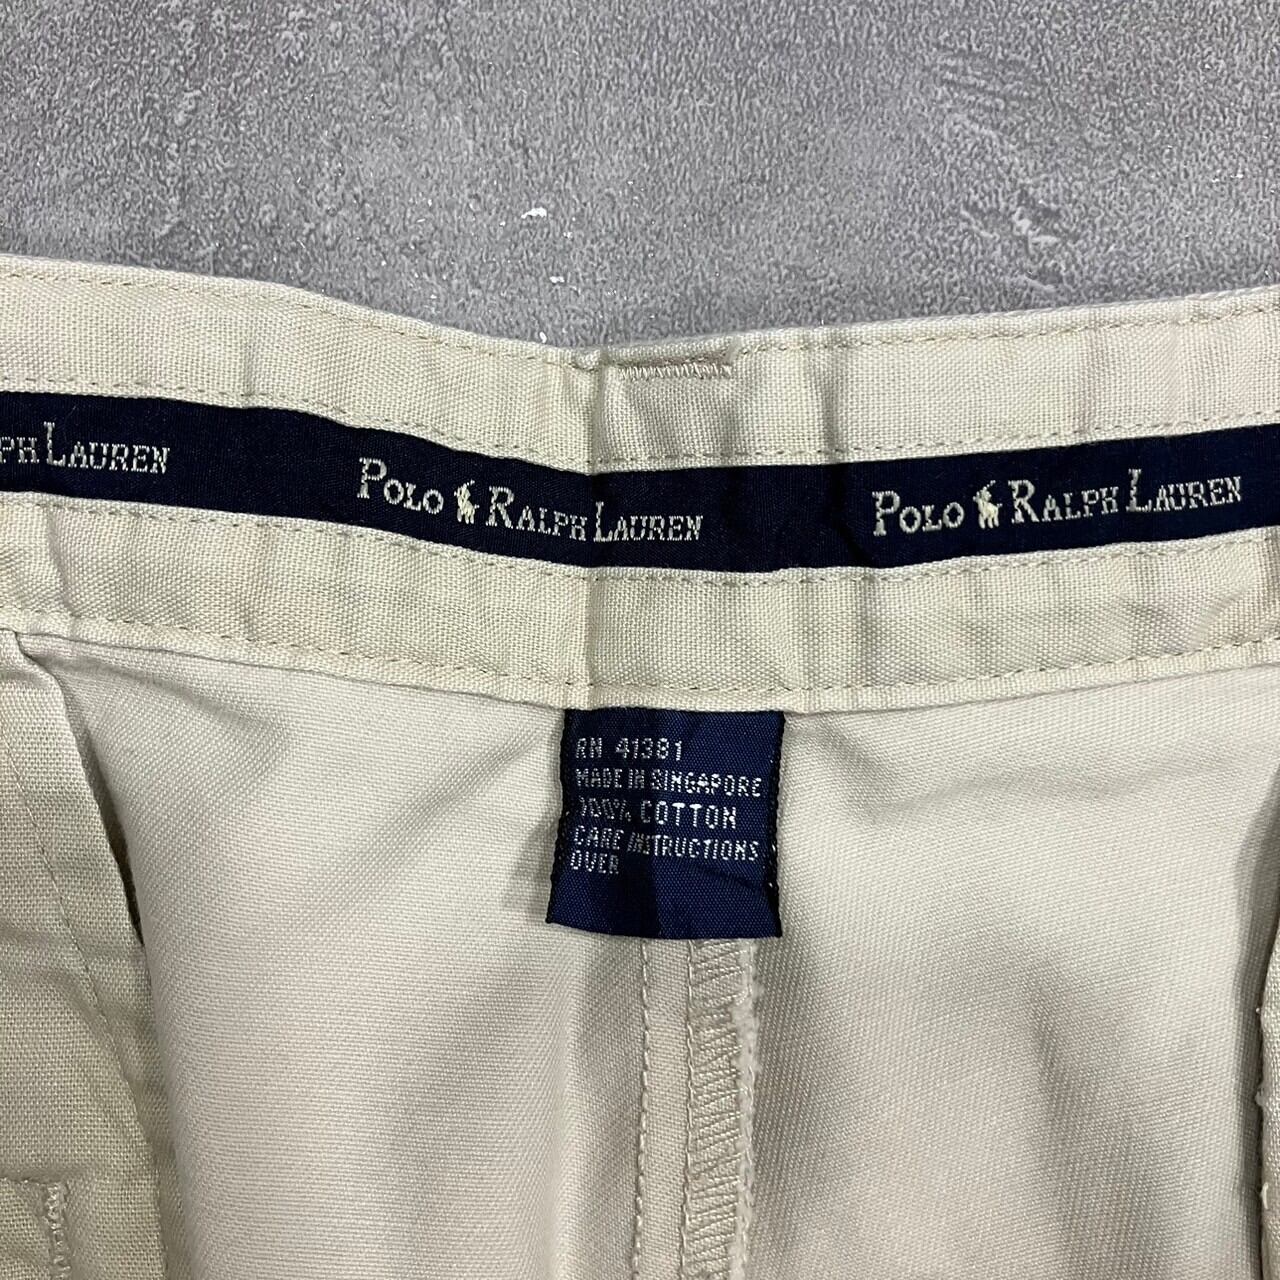 PH LAUREN
POLO RALPH LAUREN
POLO RALPH LAUREN
RN 41381
MADE IN SINGAPORE
100% COTTON
CARE INSTRUCTIONS
OVER